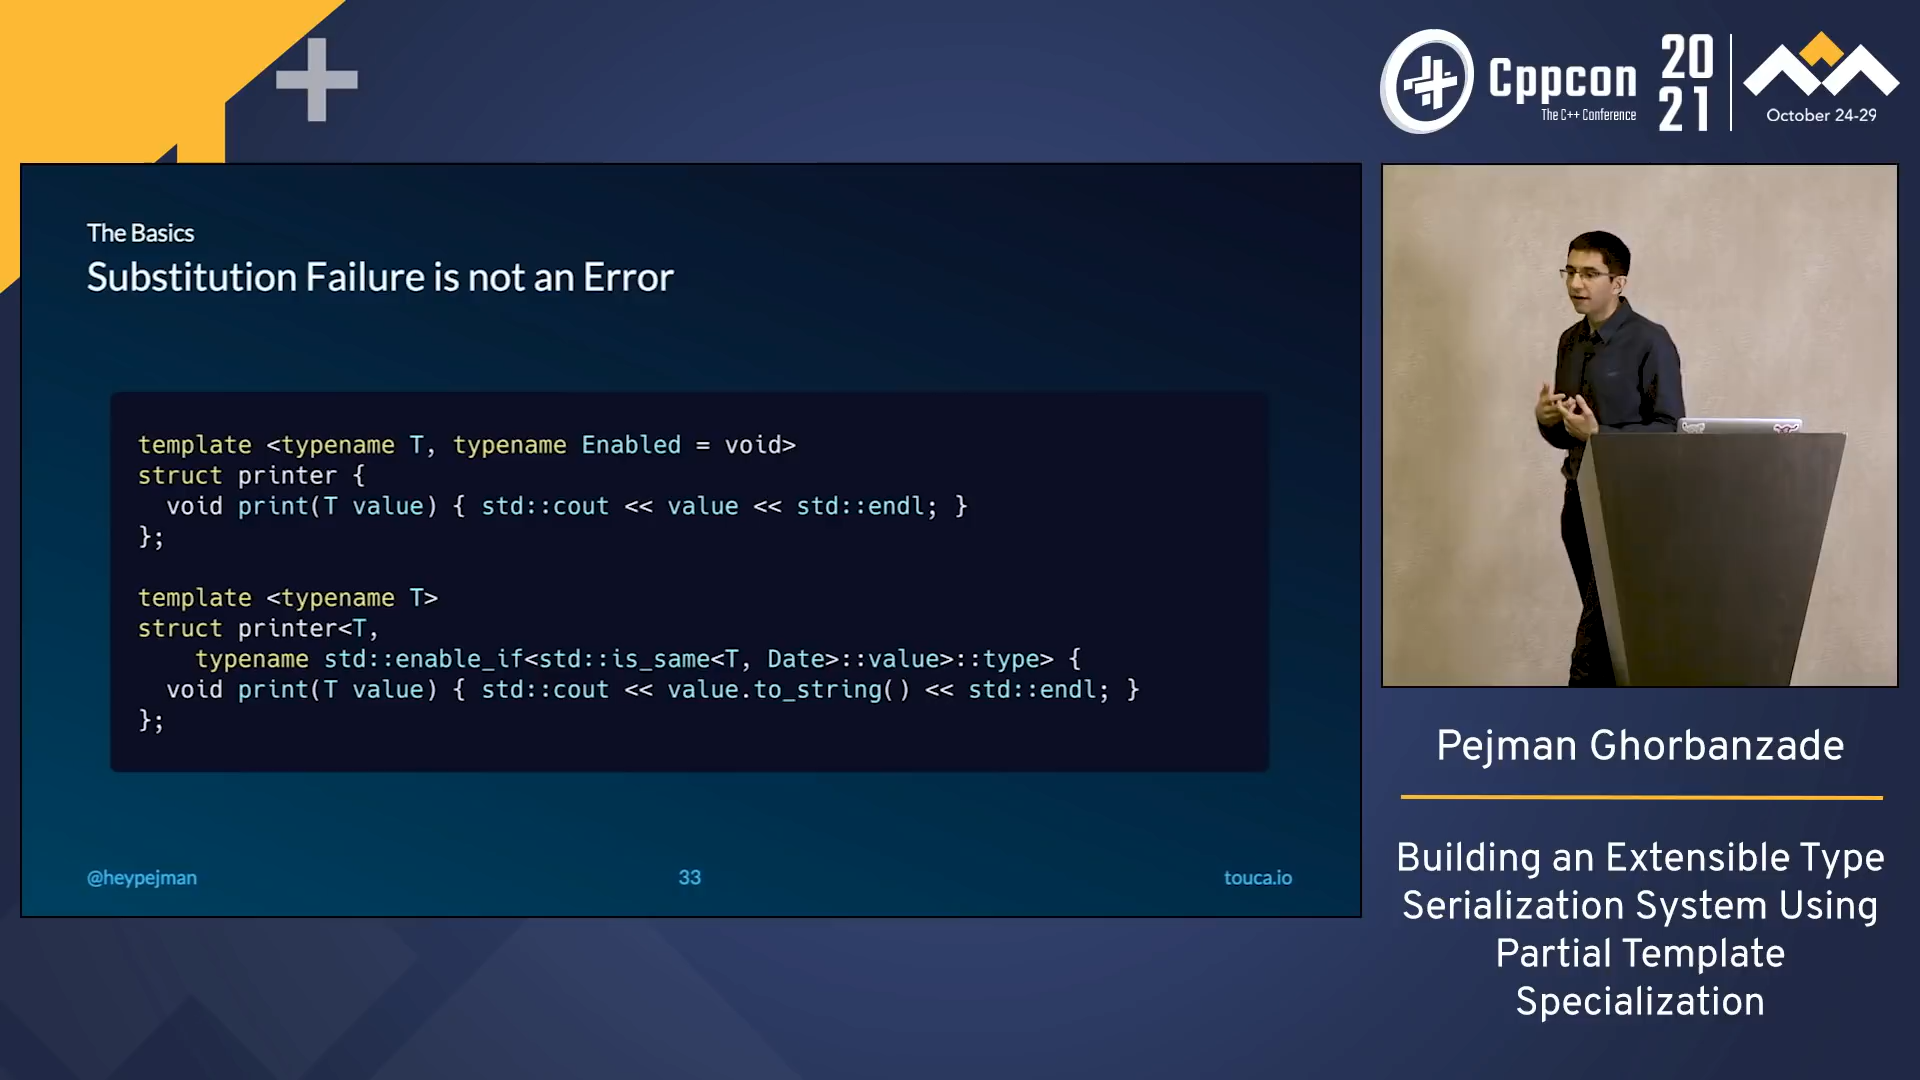 Cppcon
The C++ Conference
20
21
October 24-29
The Basics
Substitution Failure is not an Error
template <typename T, typename Enabled = void>
struct printer {
  void print(T value) { std::cout << value << std::endl; }
};
template <typename T>
struct printer<T,
    typename std::enable_if<std::is_same<T, Date>::value>::type> {
  void print(T value) { std::cout << value.to_string() << std::endl; }
};
@heypejman
33
touca.io
Pejman Ghorbanzade
Building an Extensible Type
Serialization System Using
Partial Template
Specialization